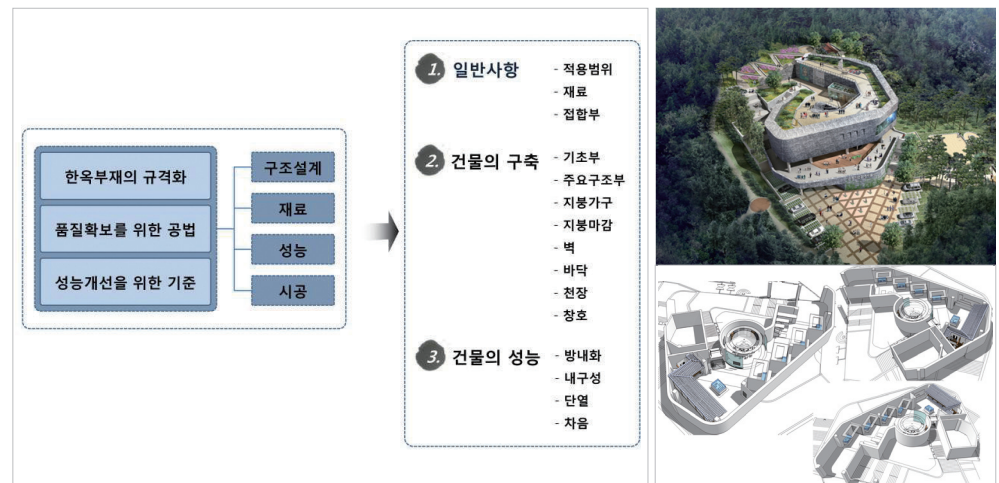 한옥부재의 규격화
품질확보를 위한 공법
성능개선을 위한 기준
구조설계
재료
성능
시공
1. 일반사항
- 적용범위
- 재료
- 접합부
2. 건물의 구축
- 기초부
- 주요구조부
- 지붕가구
- 지붕마감
- 벽
- 바닥
- 천장
- 창호
3. 건물의 성능
- 방내화
- 내구성
- 단열
- 차음